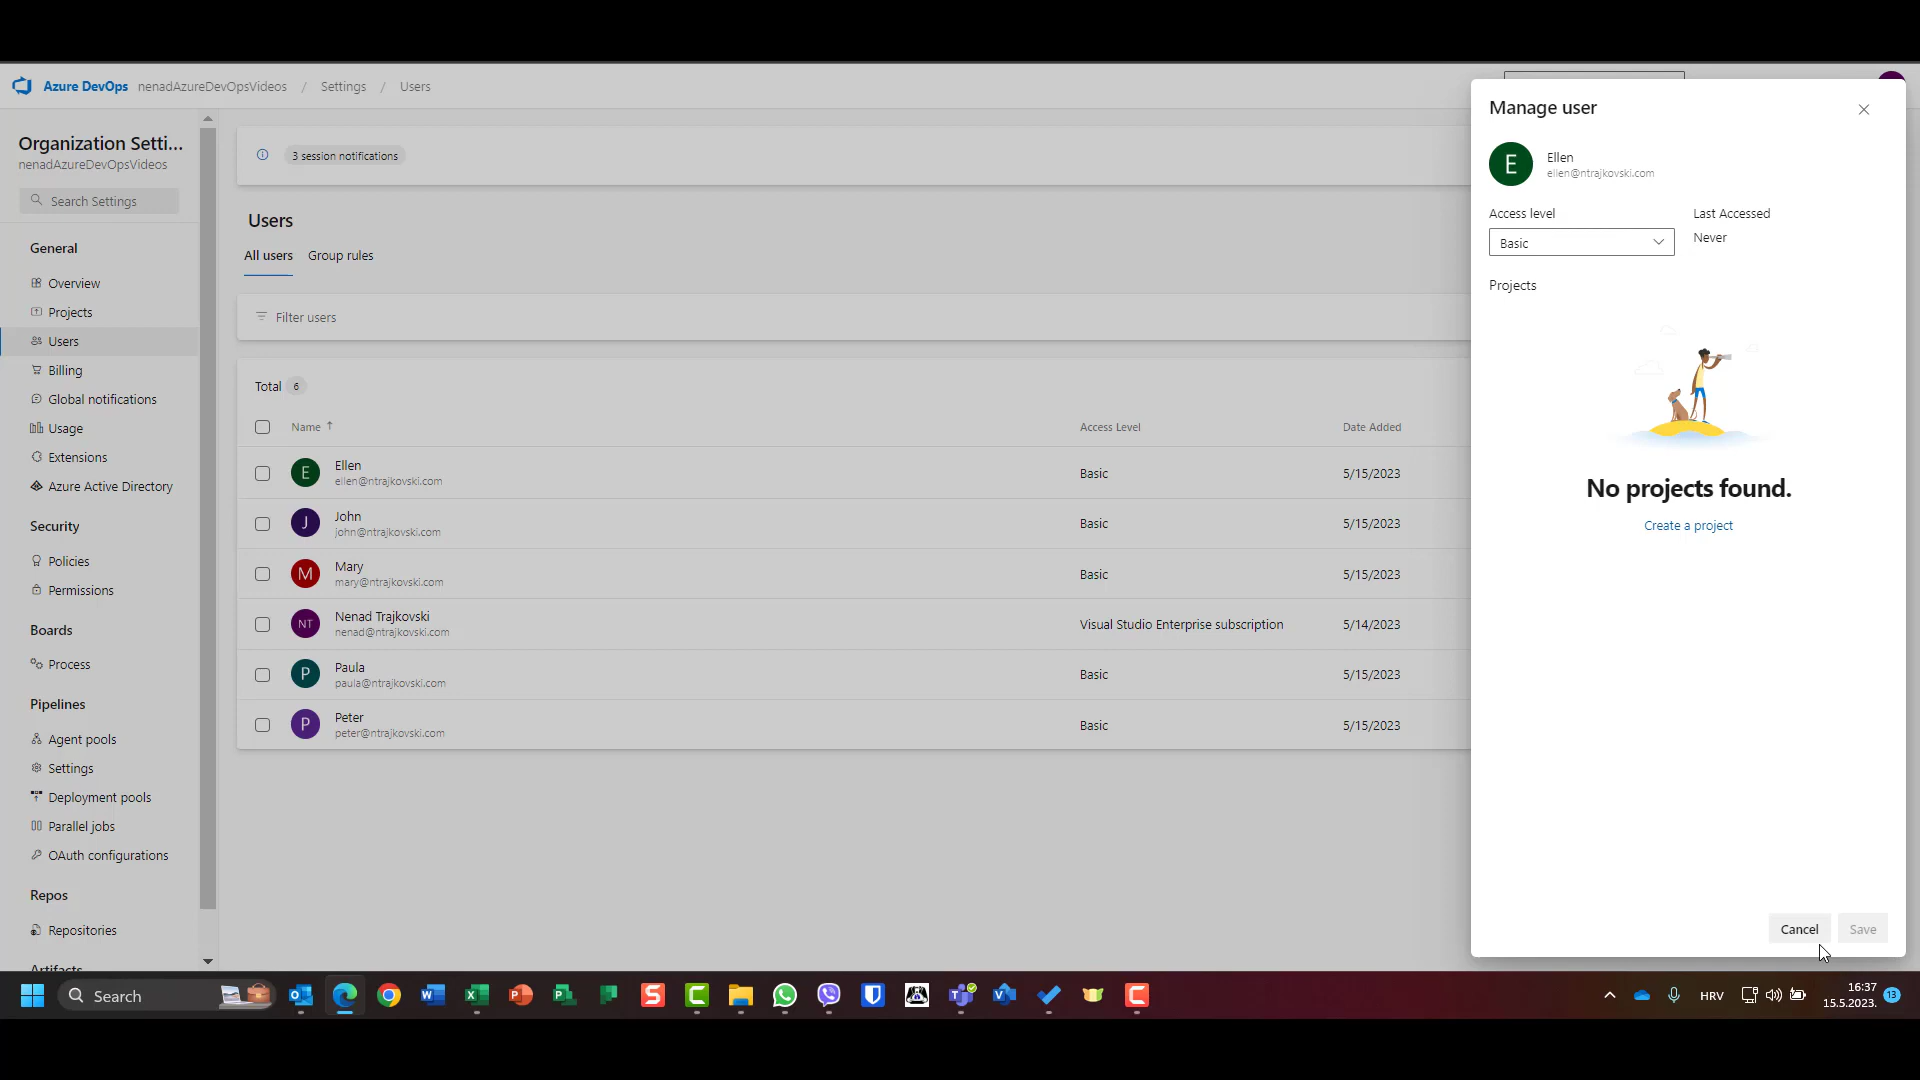 Azure DevOps nenadAzureDevOpsVideos / Settings / Users
Organization Setti...
nenadAzureDevOpsVideos
Search Settings
General
Overview
Projects
Users
Billing
Global notifications
Usage
Extensions
Azure Active Directory
Security
Policies
Permissions
Boards
Process
Pipelines
Agent pools
Settings
Deployment pools
Parallel jobs
OAuth configurations
Repos
Repositories
Artifacts
3 session notifications
Users
All users Group rules
Filter users
Total 6
Name Access Level Date Added
E Ellen Basic 5/15/2023
ellen@ntrajkovski.com
J John Basic 5/15/2023
john@ntrajkovski.com
M Mary Basic 5/15/2023
mary@ntrajkovski.com
NT Nenad Trajkovski Visual Studio Enterprise subscription 5/14/2023
nenad@ntrajkovski.com
P Paula Basic 5/15/2023
paula@ntrajkovski.com
P Peter Basic 5/15/2023
peter@ntrajkovski.com
Manage user
E Ellen
ellen@ntrajkovski.com
Access level Last Accessed
Basic Never
Projects
No projects found.
Create a project
Cancel Save
Search
HRV
16:37
15.5.2023.
13